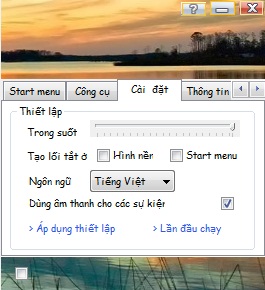 Start menu Công cụ Cài đặt Thông tin
Thiết lập
Trong suốt
Tạo lối tắt ở Hình nền Start menu
Ngôn ngữ Tiếng Việt
Dùng âm thanh cho các sự kiện
> Áp dụng thiết lập > Lần đầu chạy